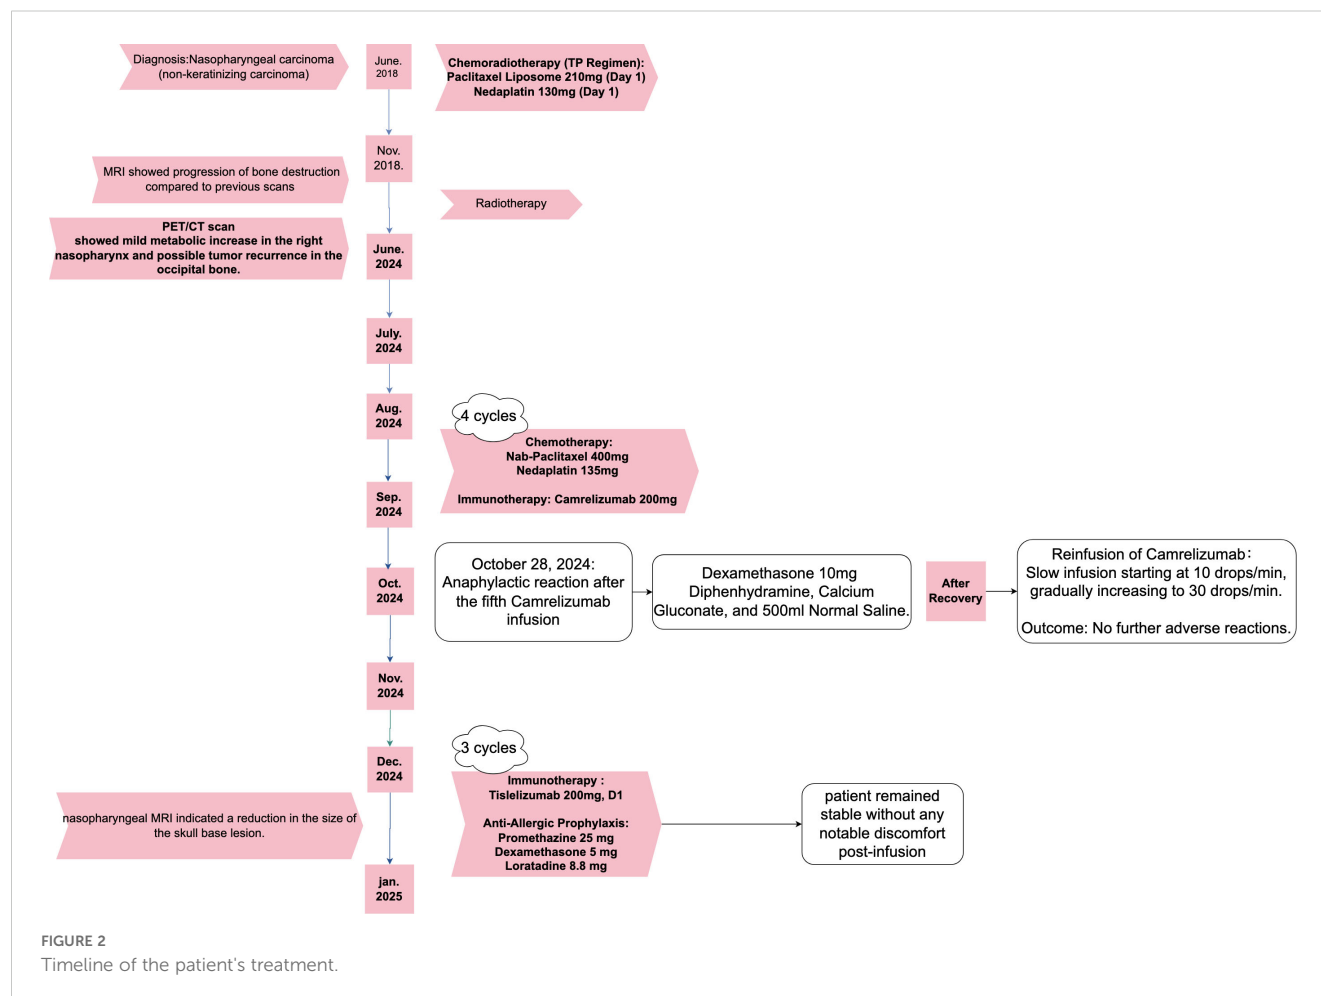 Diagnosis:Nasopharyngeal carcinoma
(non-keratinizing carcinoma)
June.
2018
Chemoradiotherapy (TP Regimen):
Paclitaxel Liposome 210mg (Day 1)
Nedaplatin 130mg (Day 1)
Nov.
2018.
MRI showed progression of bone destruction
compared to previous scans
Radiotherapy
PET/CT scan
showed mild metabolic increase in the right
nasopharynx and possible tumor recurrence in the
occipital bone.
June.
2024
July.
2024
Aug.
2024
4 cycles
Chemotherapy:
Nab-Paclitaxel 400mg
Nedaplatin 135mg
Immunotherapy: Camrelizumab 200mg
Sep.
2024
Oct.
2024
October 28, 2024:
Anaphylactic reaction after
the fifth Camrelizumab
infusion
Dexamethasone 10mg
Diphenhydramine, Calcium
Gluconate, and 500ml Normal Saline.
After
Recovery
Reinfusion of Camrelizumab：
Slow infusion starting at 10 drops/min,
gradually increasing to 30 drops/min.
Outcome: No further adverse reactions.
Nov.
2024
Dec.
2024
3 cycles
Immunotherapy :
Tislelizumab 200mg, D1
Anti-Allergic Prophylaxis:
Promethazine 25 mg
Dexamethasone 5 mg
Loratadine 8.8 mg
patient remained
stable without any
notable discomfort
post-infusion
nasopharyngeal MRI indicated a reduction in the size of
the skull base lesion.
jan.
2025
FIGURE 2
Timeline of the patient's treatment.